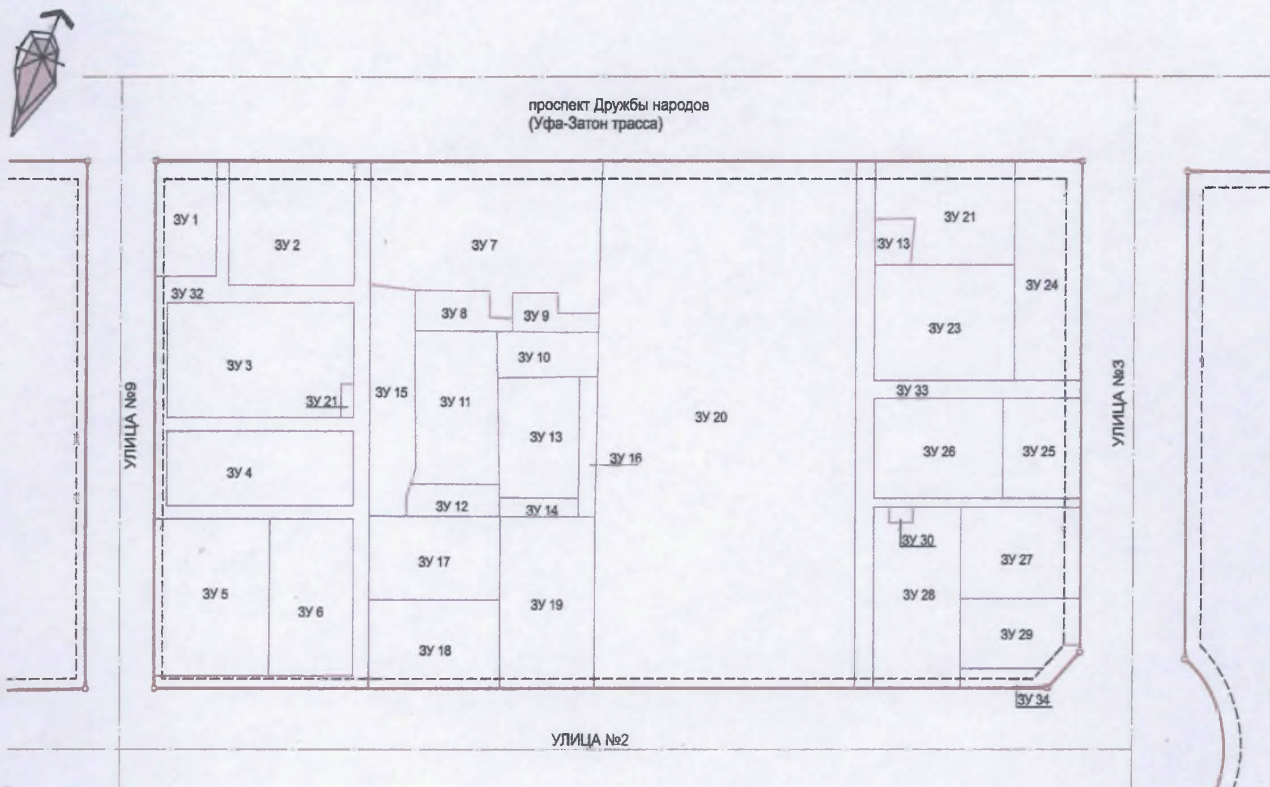 проспект Дружбы народов
(Уфа-Затон трасса)
ЗУ 1
ЗУ 2
ЗУ 7
ЗУ 21
ЗУ 13
ЗУ 24
ЗУ 32
ЗУ 8
ЗУ 9
ЗУ 23
ЗУ 10
ЗУ 3
ЗУ 15
ЗУ 11
ЗУ 21
ЗУ 33
УЛИЦА №9
УЛИЦА №3
ЗУ 20
ЗУ 13
ЗУ 16
ЗУ 26
ЗУ 25
ЗУ 4
ЗУ 12
ЗУ 14
ЗУ 30
ЗУ 17
ЗУ 27
ЗУ 5
ЗУ 6
ЗУ 19
ЗУ 28
ЗУ 29
ЗУ 18
ЗУ 34
УЛИЦА №2